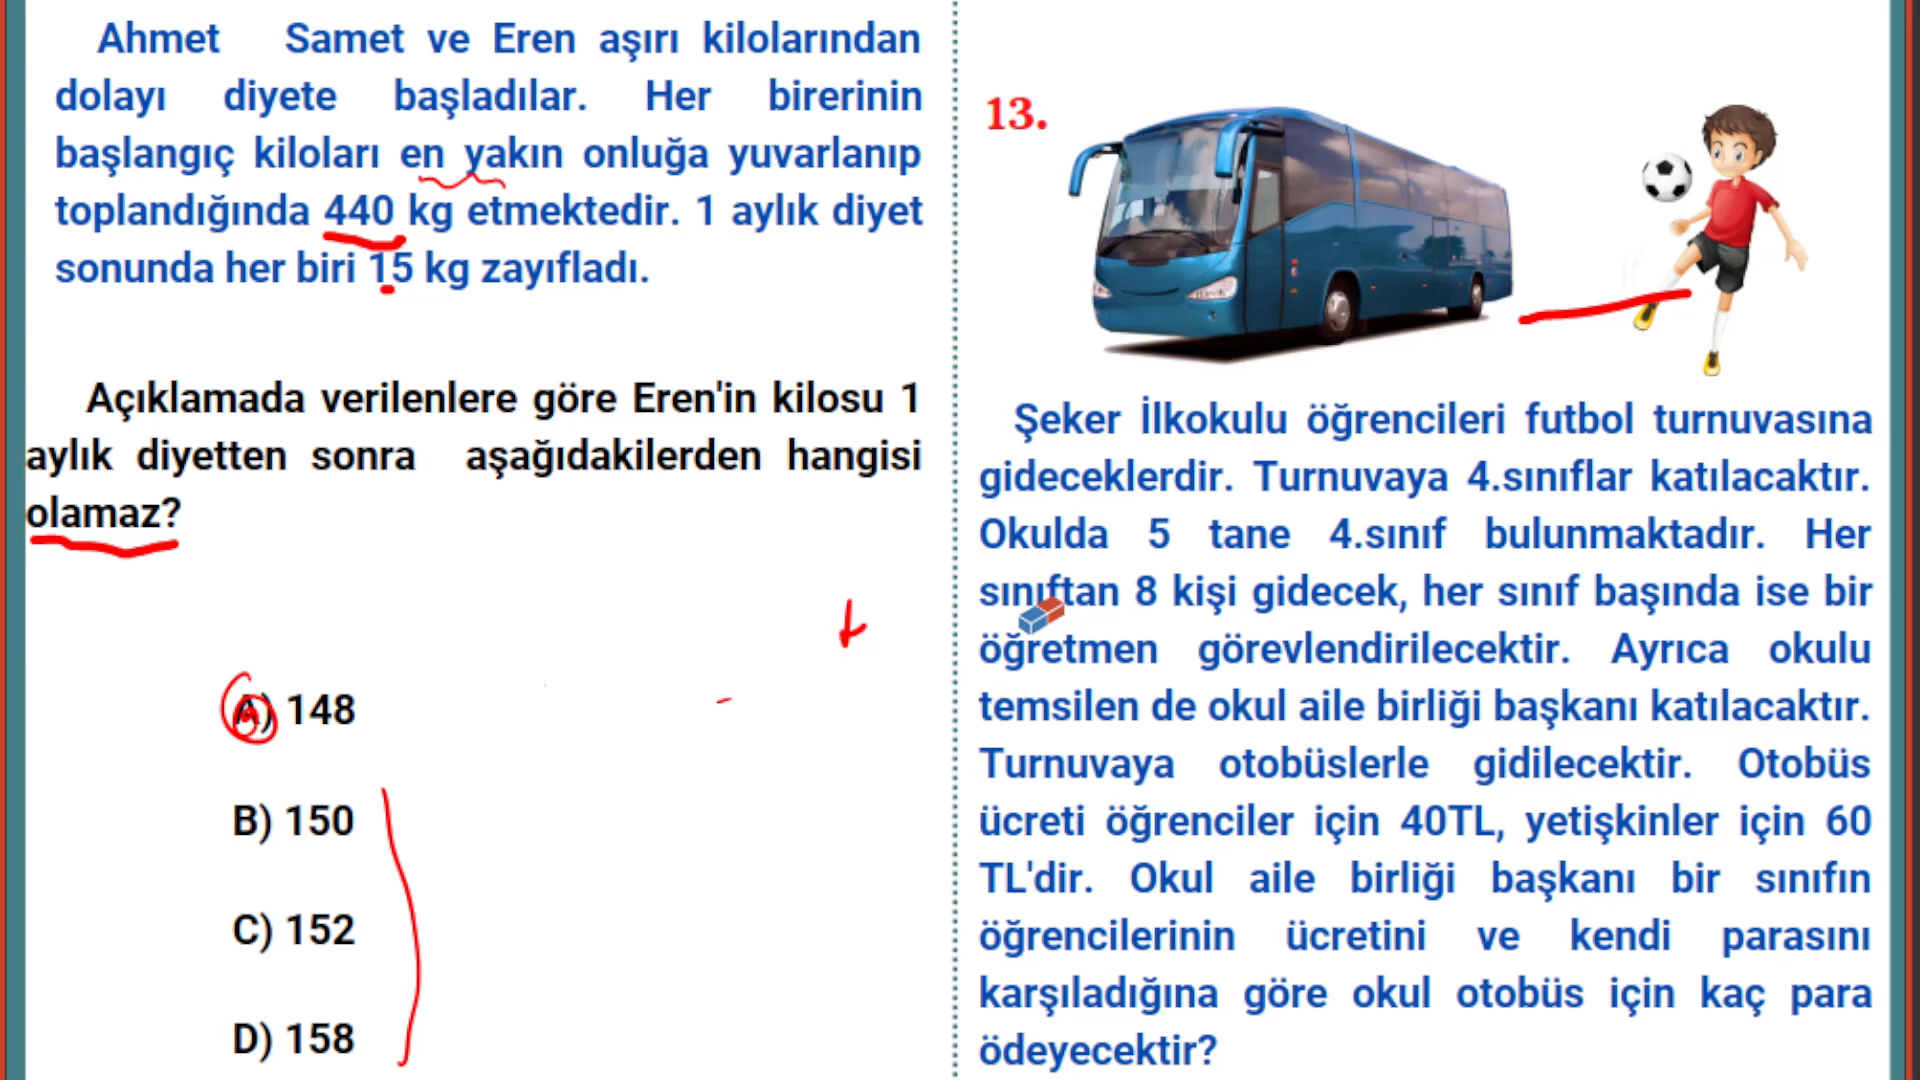 Ahmet Samet ve Eren aşırı kilolarından
dolayı diyete başladılar. Her birerinin
başlangıç kiloları en yakın onluğa yuvarlanıp
toplandığında 440 kg etmektedir. 1 aylık diyet
sonunda her biri 15 kg zayıfladı.
Açıklamada verilenlere göre Eren'in kilosu 1
aylık diyetten sonra aşağıdakilerden hangisi
olamaz?
A) 148
B) 150
C) 152
D) 158
13.
Şeker İlkokulu öğrencileri futbol turnuvasına
gideceklerdir. Turnuvaya 4.sınıflar katılacaktır.
Okulda 5 tane 4.sınıf bulunmaktadır. Her
sınıftan 8 kişi gidecek, her sınıf başında ise bir
öğretmen görevlendirilecektir. Ayrıca okulu
temsilen de okul aile birliği başkanı katılacaktır.
Turnuvaya otobüslerle gidilecektir. Otobüs
ücreti öğrenciler için 40TL, yetişkinler için 60
TL'dir. Okul aile birliği başkanı bir sınıfın
öğrencilerinin ücretini ve kendi parasını
karşıladığına göre okul otobüs için kaç para
ödeyecektir?